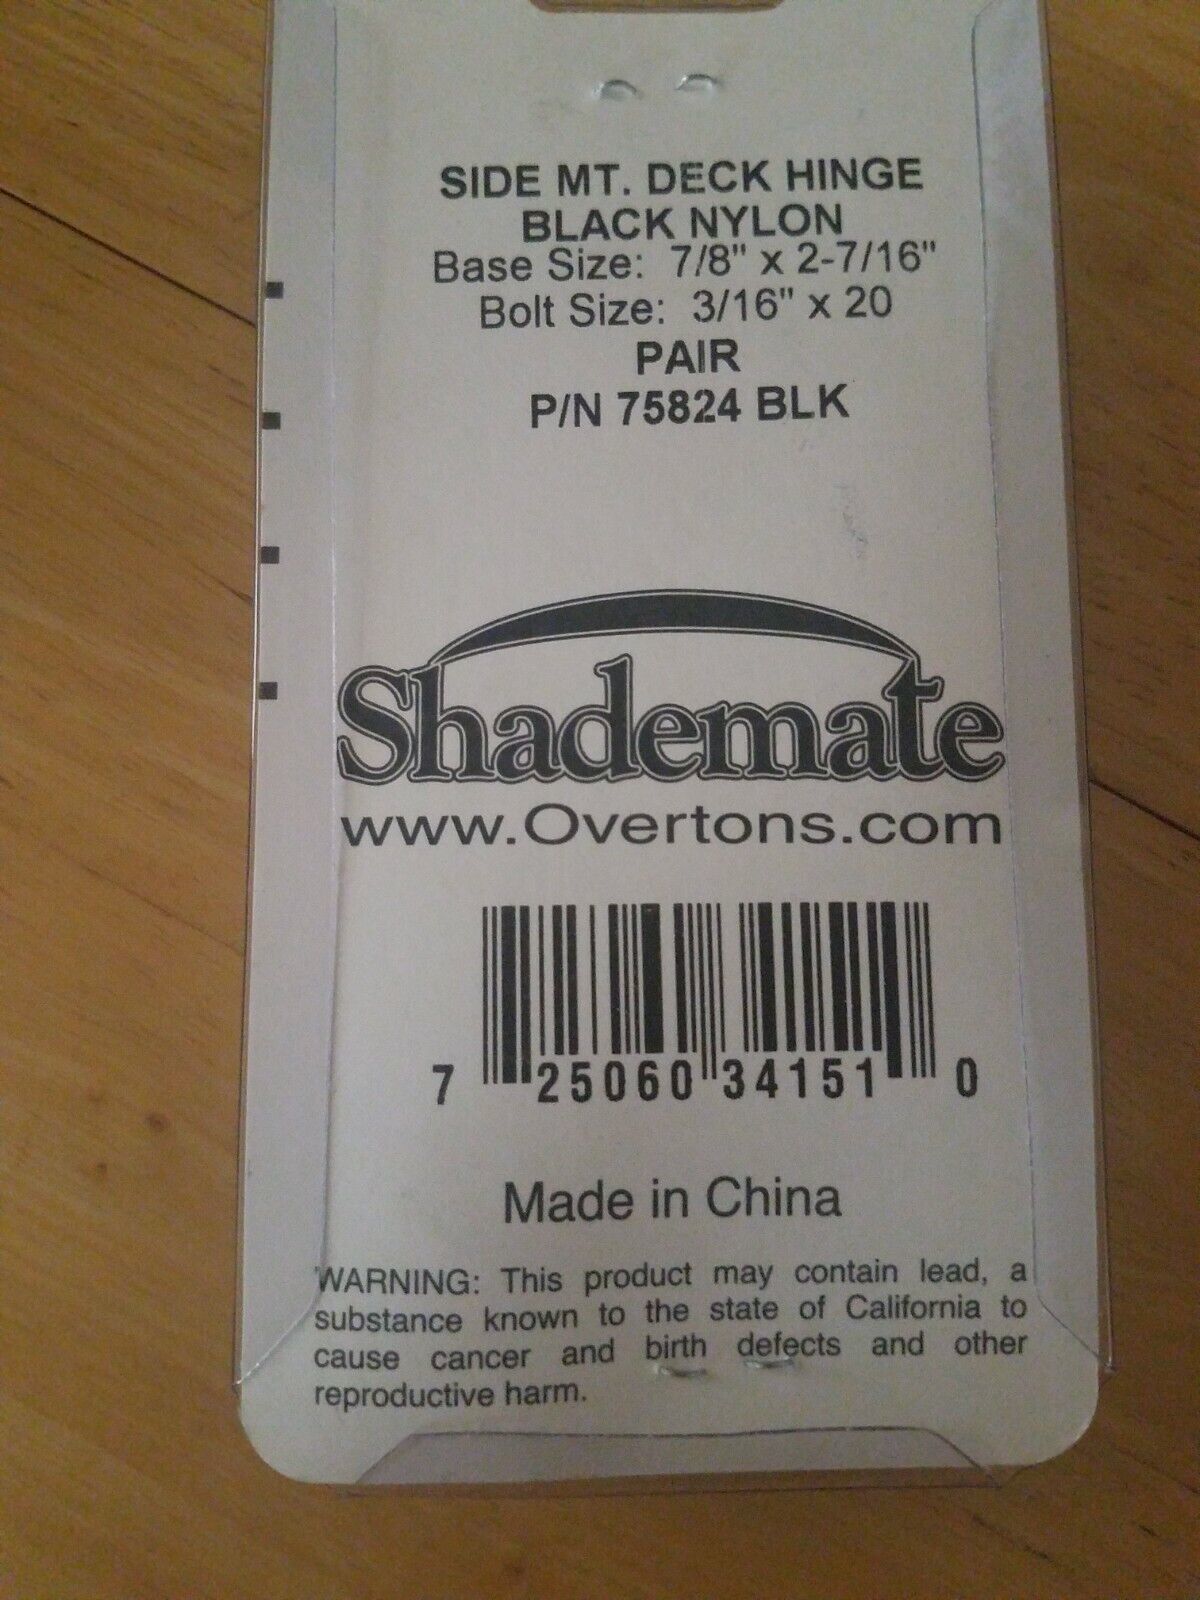 SIDE MT. DECK HINGE
BLACK NYLON
Base Size: 7/8" x 2-7/16"
Bolt Size: 3/16" x 20
PAIR
P/N 75824 BLK
Shademate
www.Overtons.com
7 25060 34151 0
Made in China
WARNING: This product may contain lead, a
substance known to the state of California to
cause cancer and birth defects and other
reproductive harm.